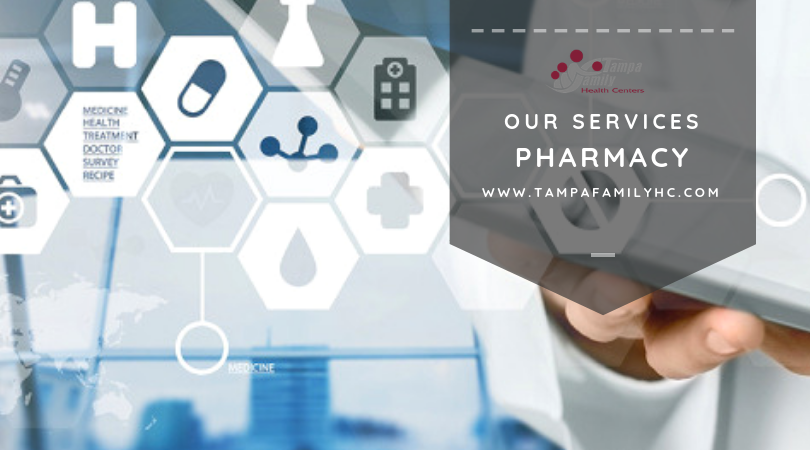 H
MEDICINE
HEALTH
TREATMENT
DOCTOR
SURVEY
RECIPE
MEDICINE
Tampa
Family
Health Centers
OUR SERVICES
PHARMACY
WWW.TAMPAFAMILYHC.COM